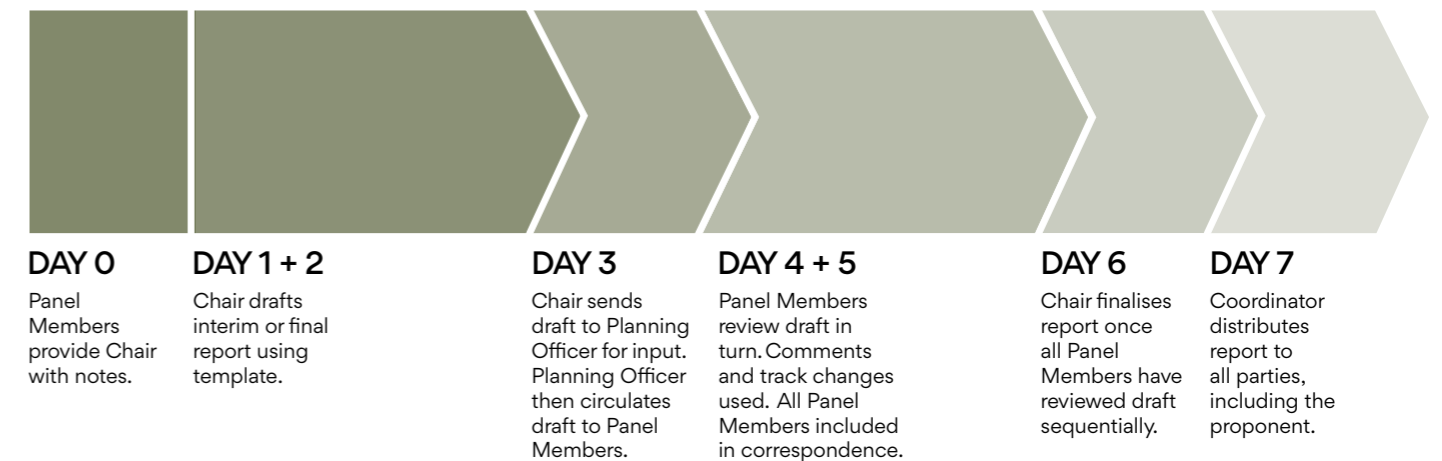 DAY 0
Panel
Members
provide Chair
with notes.
DAY 1 + 2
Chair drafts
interim or final
report using
template.
DAY 3
Chair sends
draft to Planning
Officer for input.
Planning Officer
then circulates
draft to Panel
Members.
DAY 4 + 5
Panel Members
review draft in
turn. Comments
and track changes
used. All Panel
Members included
in correspondence.
DAY 6
Chair finalises
report once
all Panel
Members have
reviewed draft
sequentially.
DAY 7
Coordinator
distributes
report to
all parties,
including the
proponent.